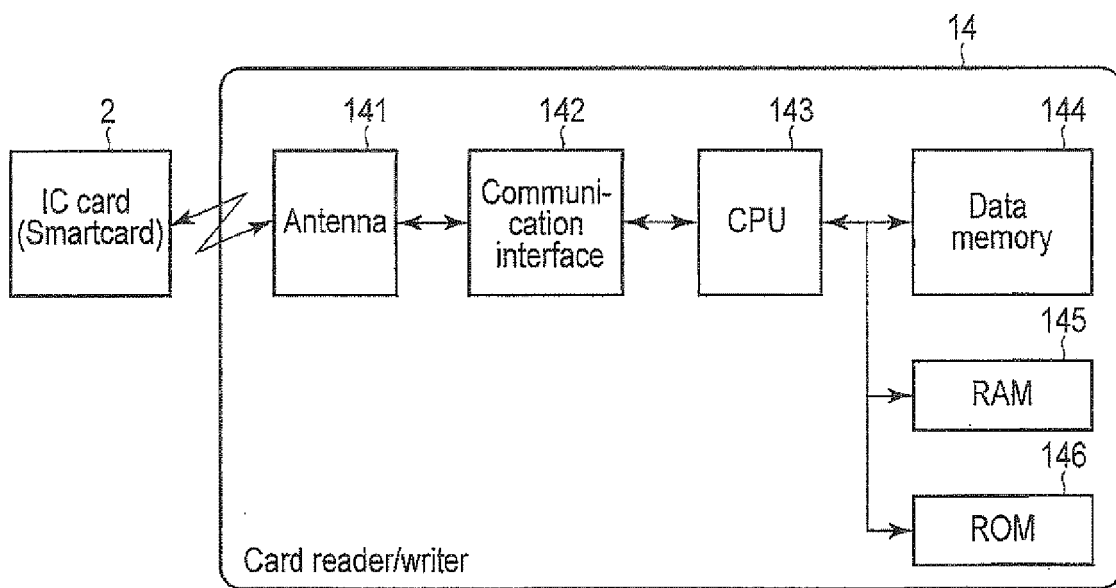 14
2
141
142
143
144
IC card
(Smartcard)
Antenna
Communi-
cation
interface
CPU
Data
memory
145
RAM
146
ROM
Card reader/writer